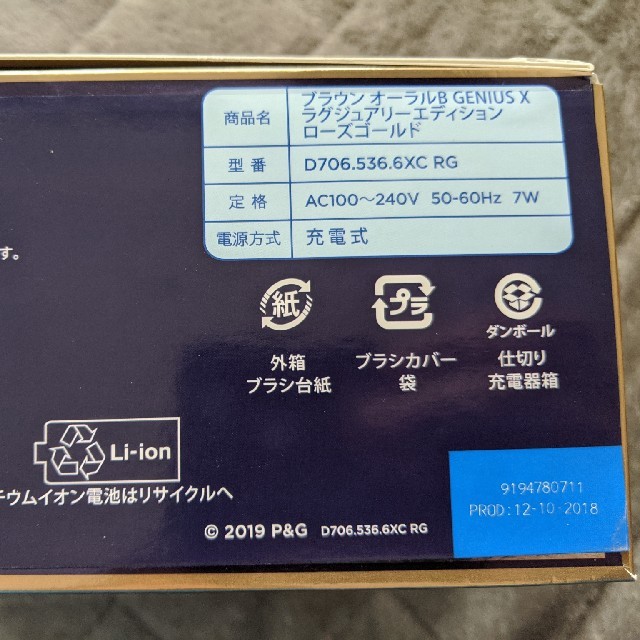 商品名 ブラウン オーラルB GENIUS X
ラグジュアリーエディション
ローズゴールド
型番 D706.536.6XC RG
定格 AC100～240V 50-60Hz 7W
電源方式 充電式
す。
紙
プラ
ダンボール
外箱
ブラシ台紙
ブラシカバー
袋
仕切り
充電器箱
Li-ion
チウムイオン電池はリサイクルへ
9194780711
PROD:12-10-2018
© 2019 P&G D706.536.6XC RG